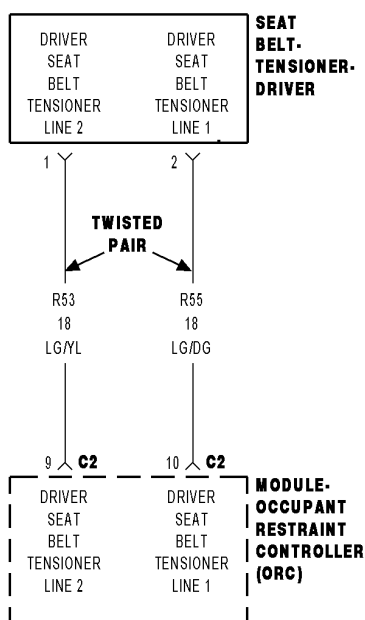 SEAT
BELT-
TENSIONER-
DRIVER
DRIVER
SEAT
BELT
TENSIONER
LINE 2
DRIVER
SEAT
BELT
TENSIONER
LINE 1
1
2
TWISTED
PAIR
R53
18
LG/YL
R55
18
LG/DG
9 C2
10 C2
DRIVER
SEAT
BELT
TENSIONER
LINE 2
DRIVER
SEAT
BELT
TENSIONER
LINE 1
MODULE-
OCCUPANT
RESTRAINT
CONTROLLER
(ORC)